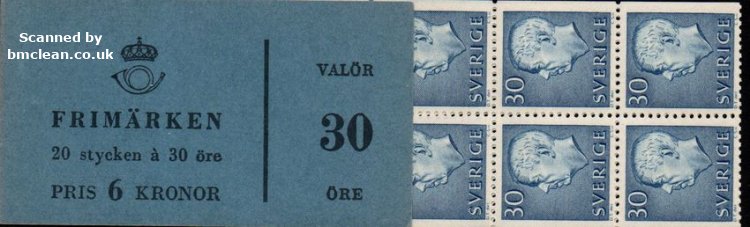 Scanned by
bmclean.co.uk
FRIMÄRKEN
20 stycken à 30 öre
PRIS 6 KRONOR
VALÖR
30
ÖRE
30 SVERIGE
30 SVERIGE
SVERIGE
30 SVERIGE
30 SVERIGE
SVERIGE